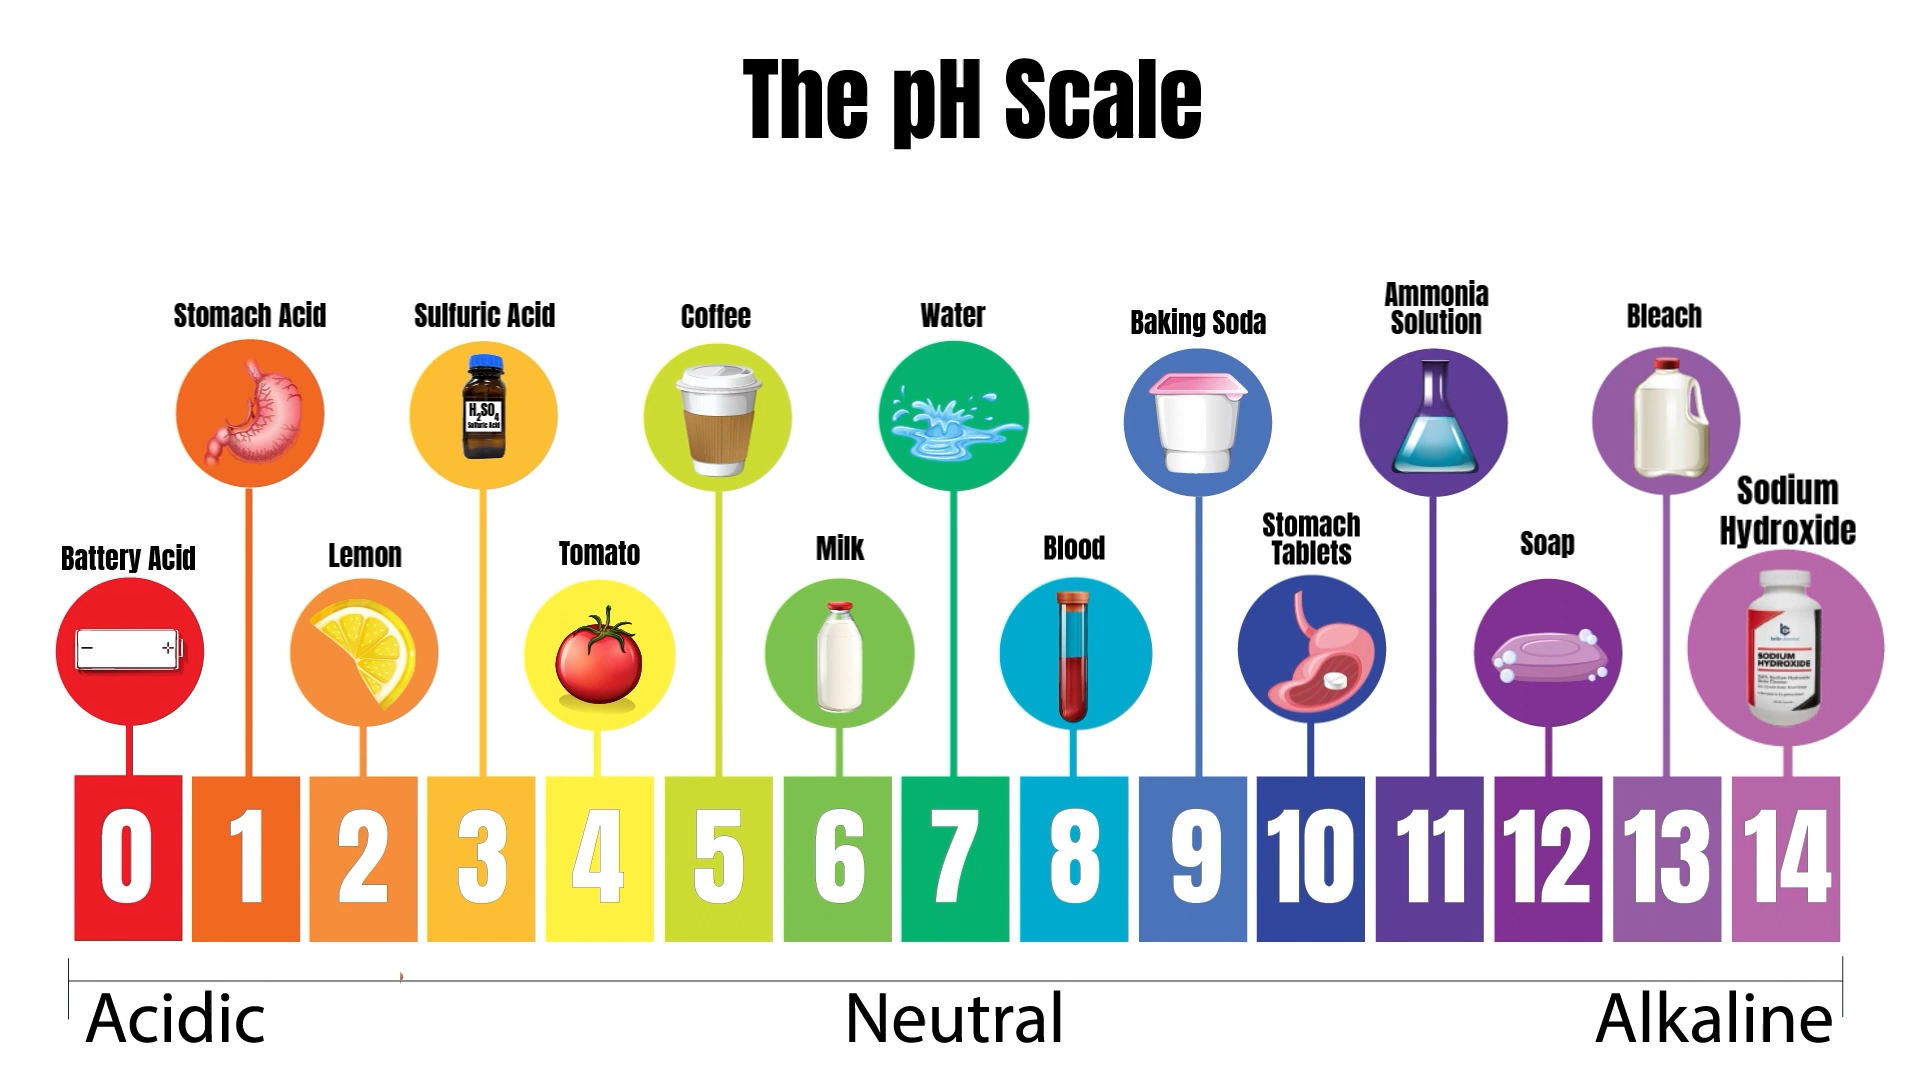 The pH Scale
Stomach Acid
Sulfuric Acid
Coffee
Water
Baking Soda
Ammonia
Solution
Bleach
H2SO4
Sulfuric Acid
Battery Acid
Lemon
Tomato
Milk
Blood
Stomach
Tablets
Soap
Sodium
Hydroxide
- +
SODIUM
HYDROXIDE
0 1 2 3 4 5 6 7 8 9 10 11 12 13 14
Acidic Neutral Alkaline